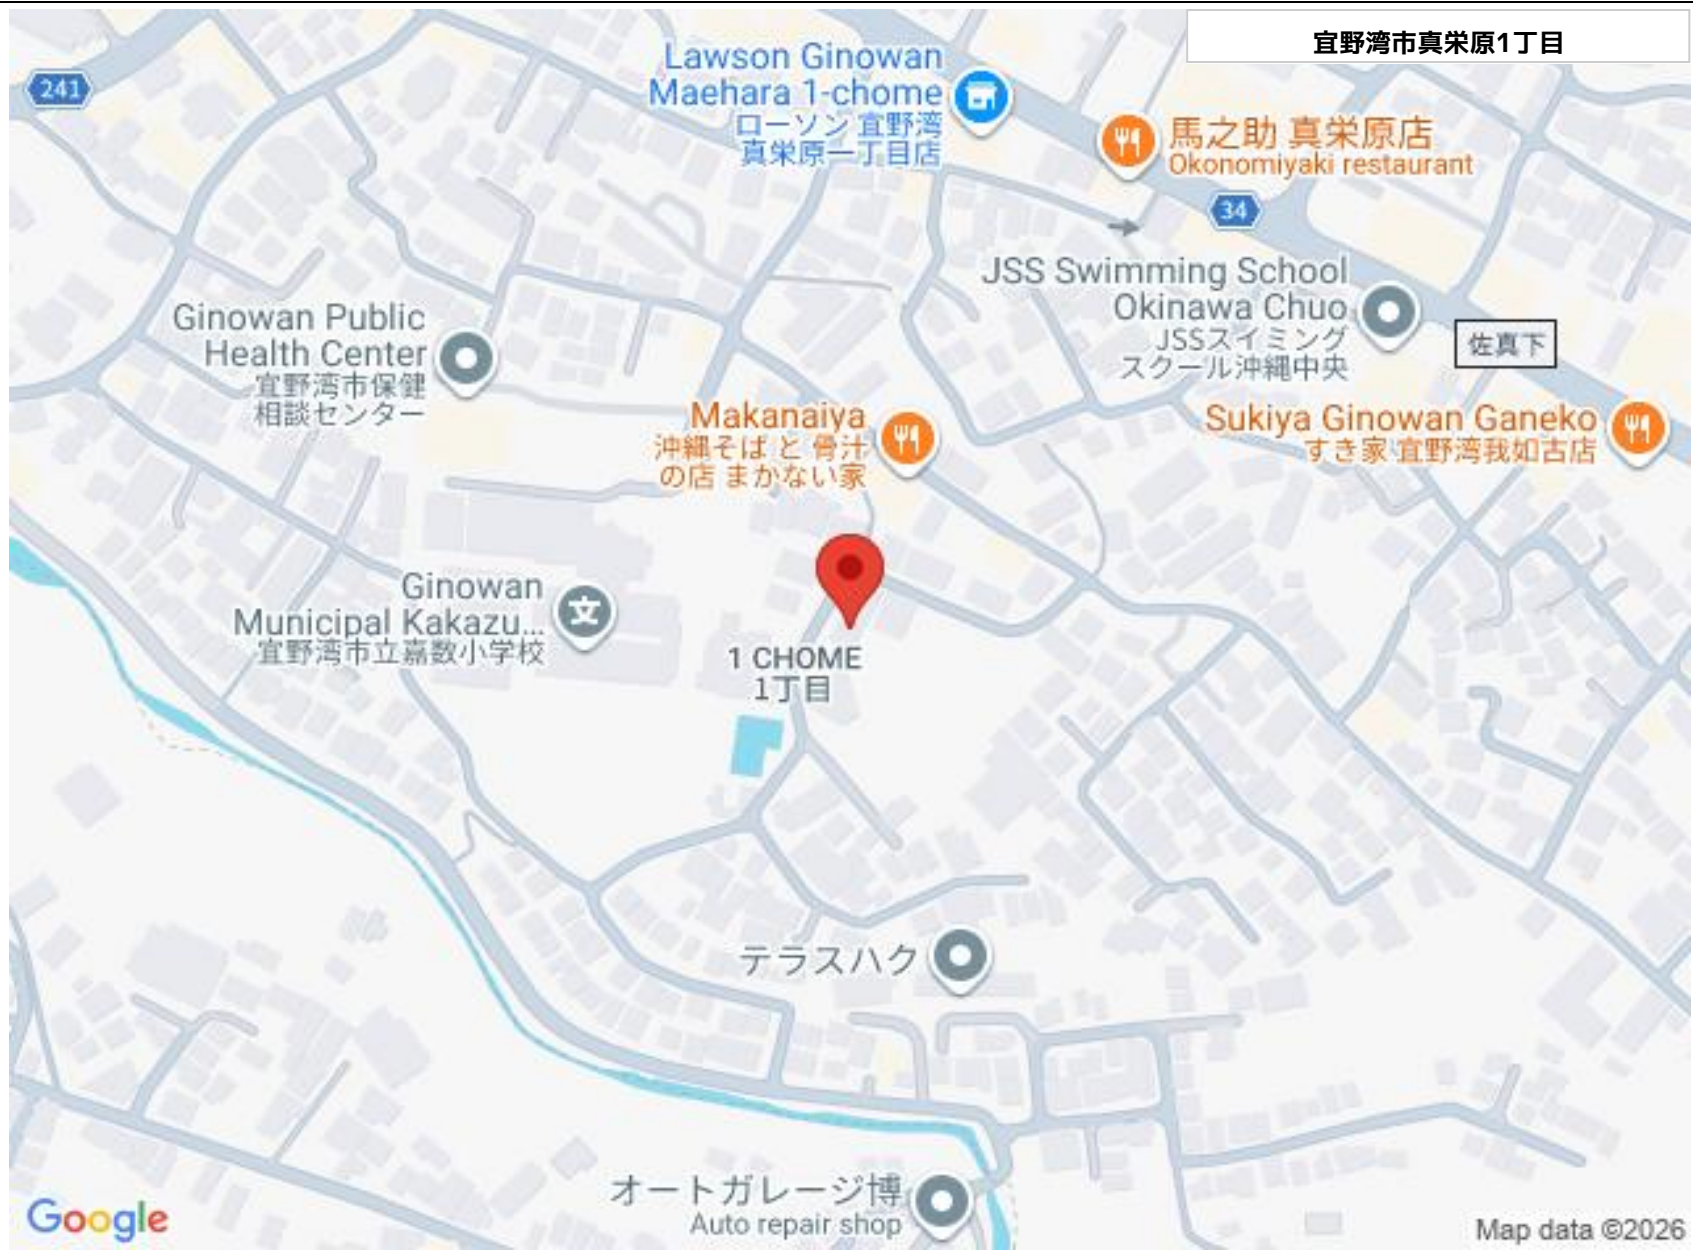 宜野湾市真栄原1丁目
Lawson Ginowan
Maehara 1-chome
ローソン 宜野湾
真栄原一丁目店
241
馬之助 真栄原店
Okonomiyaki restaurant
34
JSS Swimming School
Okinawa Chuo
JSSスイミング
スクール沖縄中央
佐真下
Ginowan Public
Health Center
宜野湾市保健
相談センター
Makanaiya
沖縄そば と 骨汁
の店 まかない家
Sukiya Ginowan Ganeko
すき家 宜野湾我如古店
Ginowan
Municipal Kakazu...
宜野湾市立嘉数小学校
文
1 CHOME
1丁目
テラスハク
オートガレージ博
Auto repair shop
Google
Map data ©2026